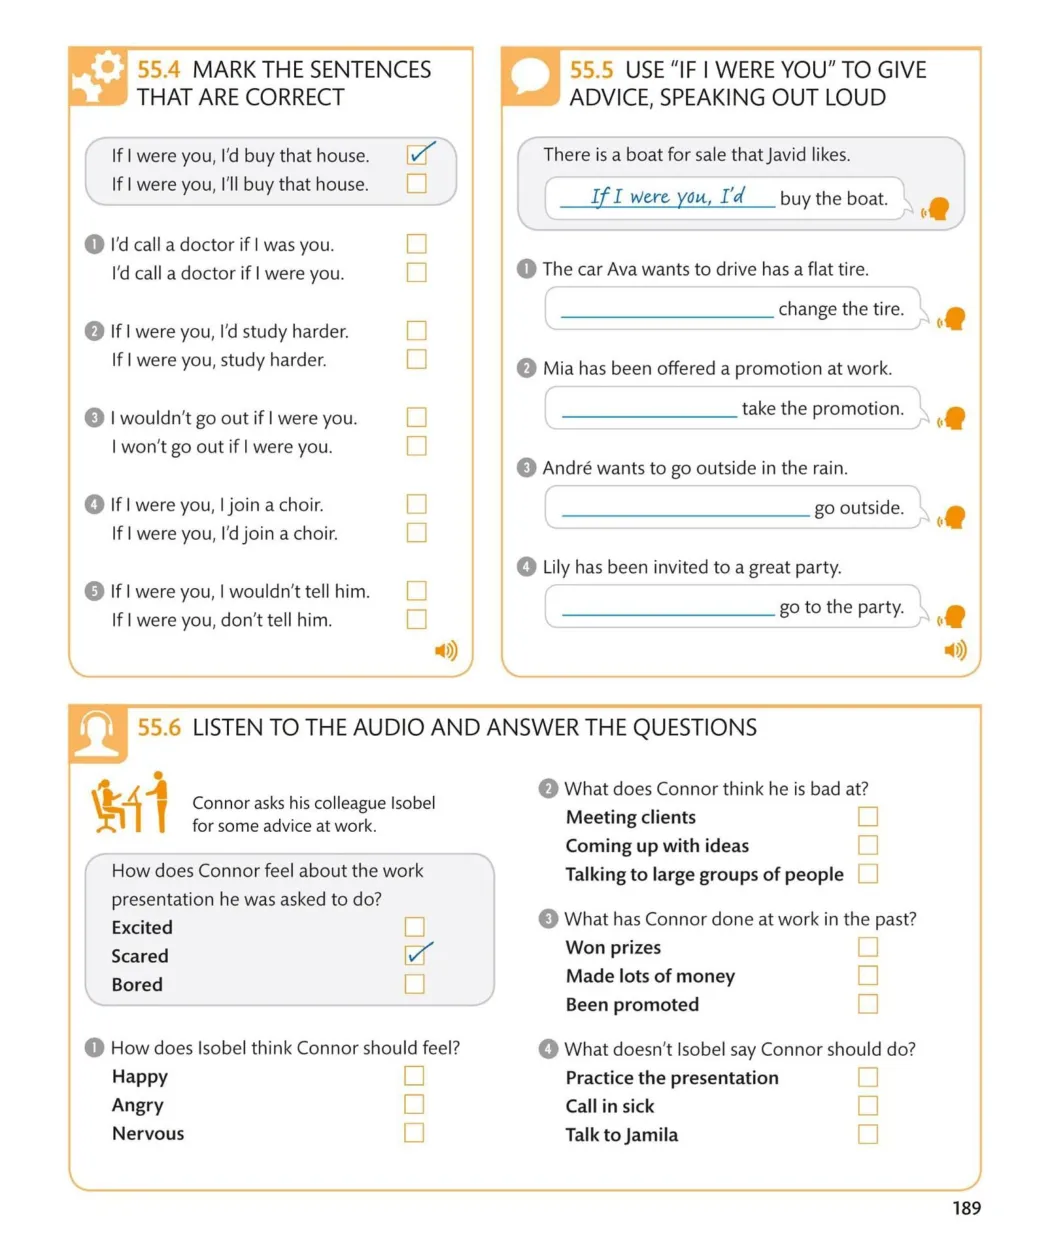 55.4 MARK THE SENTENCES
THAT ARE CORRECT
If I were you, I'd buy that house.
If I were you, I'll buy that house.
1 I'd call a doctor if I was you.
I'd call a doctor if I were you.
2 If I were you, I'd study harder.
If I were you, study harder.
3 I wouldn't go out if I were you.
I won't go out if I were you.
4 If I were you, I join a choir.
If I were you, I'd join a choir.
5 If I were you, I wouldn't tell him.
If I were you, don't tell him.
55.5 USE "IF I WERE YOU" TO GIVE
ADVICE, SPEAKING OUT LOUD
There is a boat for sale that Javid likes.
If I were you, I'd buy the boat.
1 The car Ava wants to drive has a flat tire.
change the tire.
2 Mia has been offered a promotion at work.
take the promotion.
3 André wants to go outside in the rain.
go outside.
4 Lily has been invited to a great party.
go to the party.
55.6 LISTEN TO THE AUDIO AND ANSWER THE QUESTIONS
Connor asks his colleague Isobel
for some advice at work.
How does Connor feel about the work
presentation he was asked to do?
Excited
Scared
Bored
1 How does Isobel think Connor should feel?
Happy
Angry
Nervous
2 What does Connor think he is bad at?
Meeting clients
Coming up with ideas
Talking to large groups of people
3 What has Connor done at work in the past?
Won prizes
Made lots of money
Been promoted
4 What doesn't Isobel say Connor should do?
Practice the presentation
Call in sick
Talk to Jamila
189